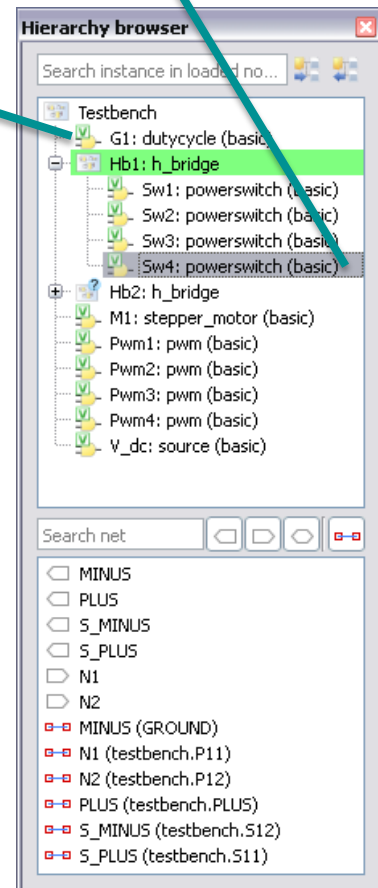 Hierarchy browser
Search instance in loaded no...
Testbench
G1: dutycycle (basic)
Hb1: h_bridge
Sw1: powerswitch (basic)
Sw2: powerswitch (basic)
Sw3: powerswitch (basic)
Sw4: powerswitch (basic)
Hb2: h_bridge
M1: stepper_motor (basic)
Pwm1: pwm (basic)
Pwm2: pwm (basic)
Pwm3: pwm (basic)
Pwm4: pwm (basic)
V_dc: source (basic)
Search net
MINUS
PLUS
S_MINUS
S_PLUS
N1
N2
MINUS (GROUND)
N1 (testbench.P11)
N2 (testbench.P12)
PLUS (testbench.PLUS)
S_MINUS (testbench.S12)
S_PLUS (testbench.S11)